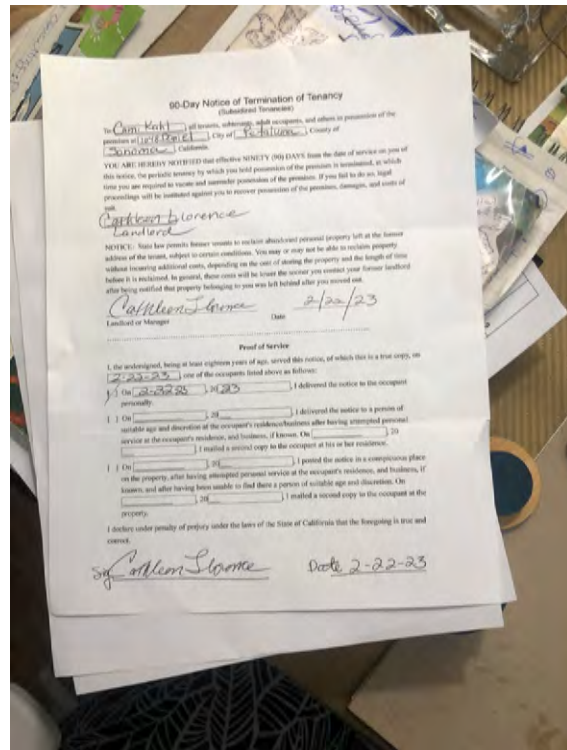 90-Day Notice of Termination of Tenancy
(Subsidized Tenancies)
To Cam Kahl, all tenants, subtenants, adult occupants, and others in possession of the
premises at, City of Petaluma, County of
Sonoma, California.
YOU ARE HEREBY NOTIFIED that effective NINETY (90) DAYS from the date of service on you of
this notice, the periodic tenancy by which you hold possession of the premises is terminated, at which
time you are required to vacate and surrender possession of the premises. If you fail to do so, legal
proceedings will be instituted against you to recover possession of the premises, damages, and costs of
suit.
Cathleen Florence
Landlord
NOTICE: State law permits former tenants to reclaim abandoned personal property left at the former
address of the tenant, subject to certain conditions. You may or may not be able to reclaim property
without incurring additional costs, depending on the cost of storing the property and the length of time
before it is reclaimed. In general, these costs will be lower the sooner you contact your former landlord
after being notified that property belonging to you was left behind after you moved out.
Cathleen Florence 2/22/23
Landlord or Manager Date
Proof of Service
I, the undersigned, being at least eighteen years of age, served this notice, of which this is a true copy, on
2-22-23, one of the occupants listed above as follows:
On, 2023, I delivered the notice to the occupant
personally.
[ ] On, 20, I delivered the notice to a person of
suitable age and discretion at the occupant's residence/business after having attempted personal
service at the occupant's residence, and business, if known. On, 20
, I mailed a second copy to the occupant at his or her residence.
[ ] On, 20, I posted the notice in a conspicuous place
on the property, after having attempted personal service at the occupant's residence, and business, if
known, and after having been unable to find there a person of suitable age and discretion. On
, 20, I mailed a second copy to the occupant at the
property.
I declare under penalty of perjury under the laws of the State of California that the foregoing is true and
correct.
Sig Cathleen Florence Date 2-22-23